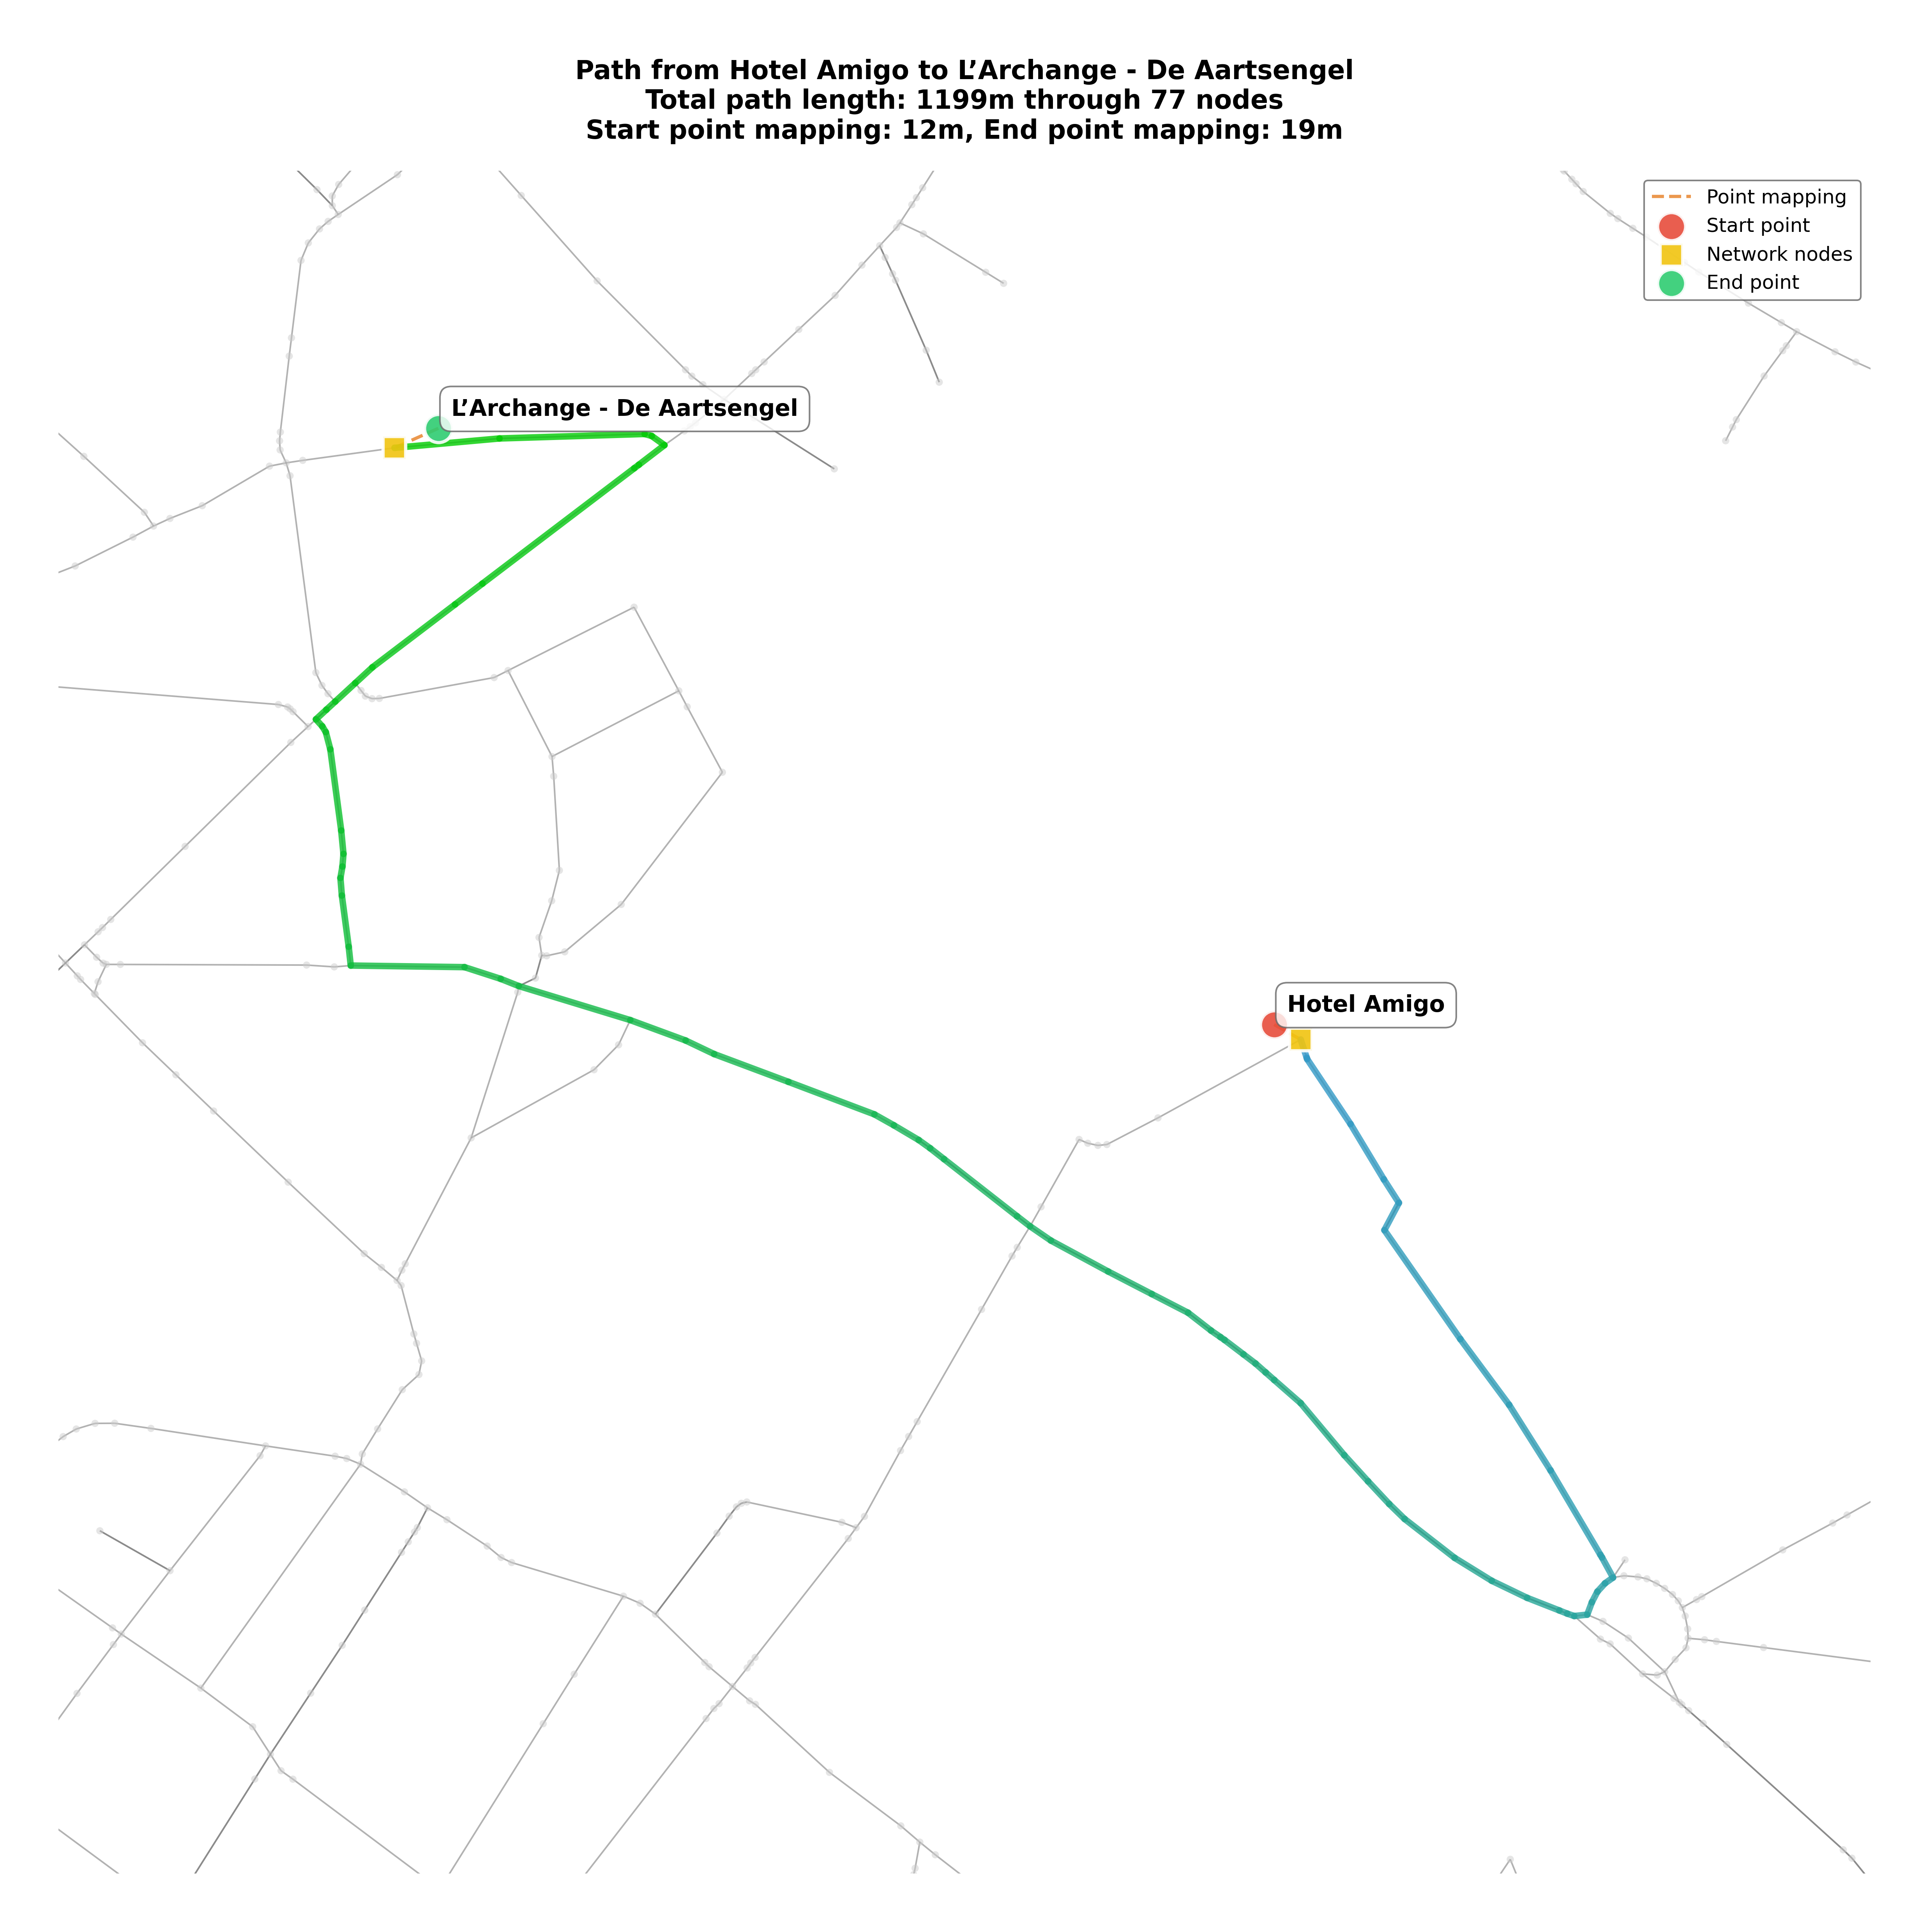 Path from Hotel Amigo to L’Archange - De Aartsengel
Total path length: 1199m through 77 nodes
Start point mapping: 12m, End point mapping: 19m
Point mapping
Start point
Network nodes
End point
L’Archange - De Aartsengel
Hotel Amigo